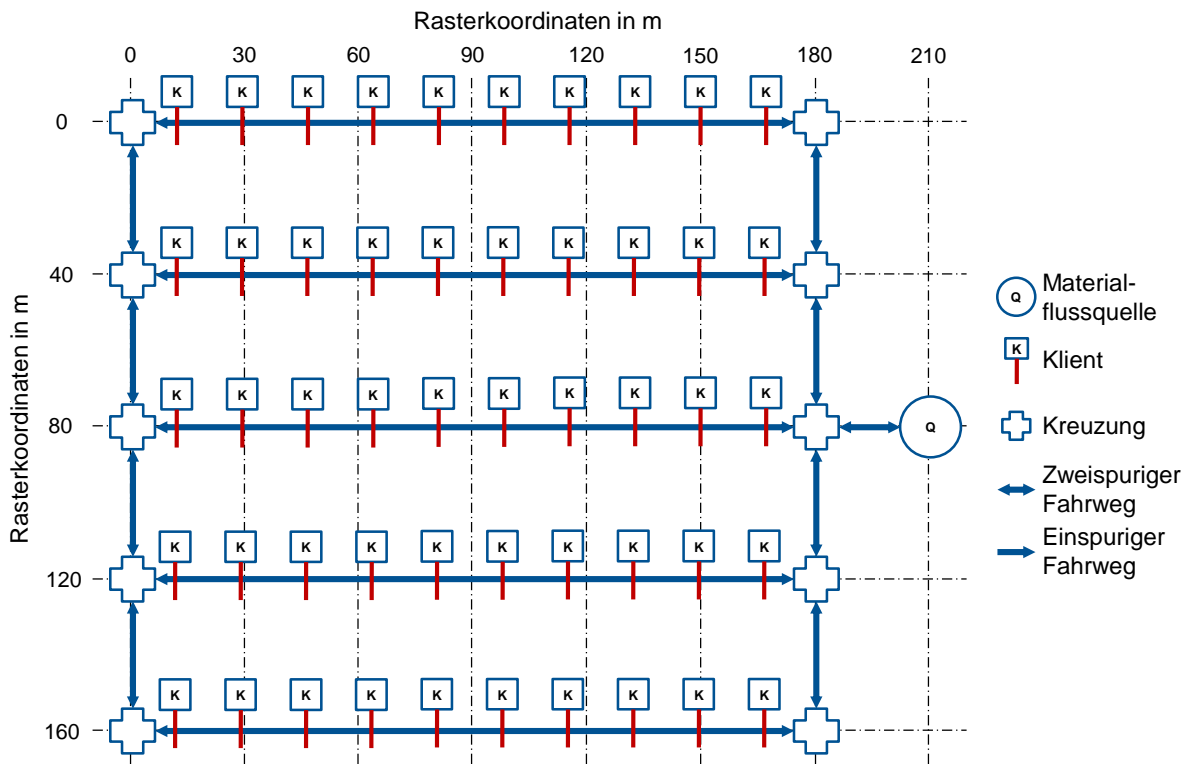 Rasterkoordinaten in m
0 30 60 90 120 150 180 210
K K K K K K K K K K
0
K K K K K K K K K K
40
K K K K K K K K K K
80
Q
K K K K K K K K K K
120
K K K K K K K K K K
160
Rasterkoordinaten in m
Q
Material-
flussquelle
K
Klient
Kreuzung
Zweispuriger
Fahrweg
Einspuriger
Fahrweg